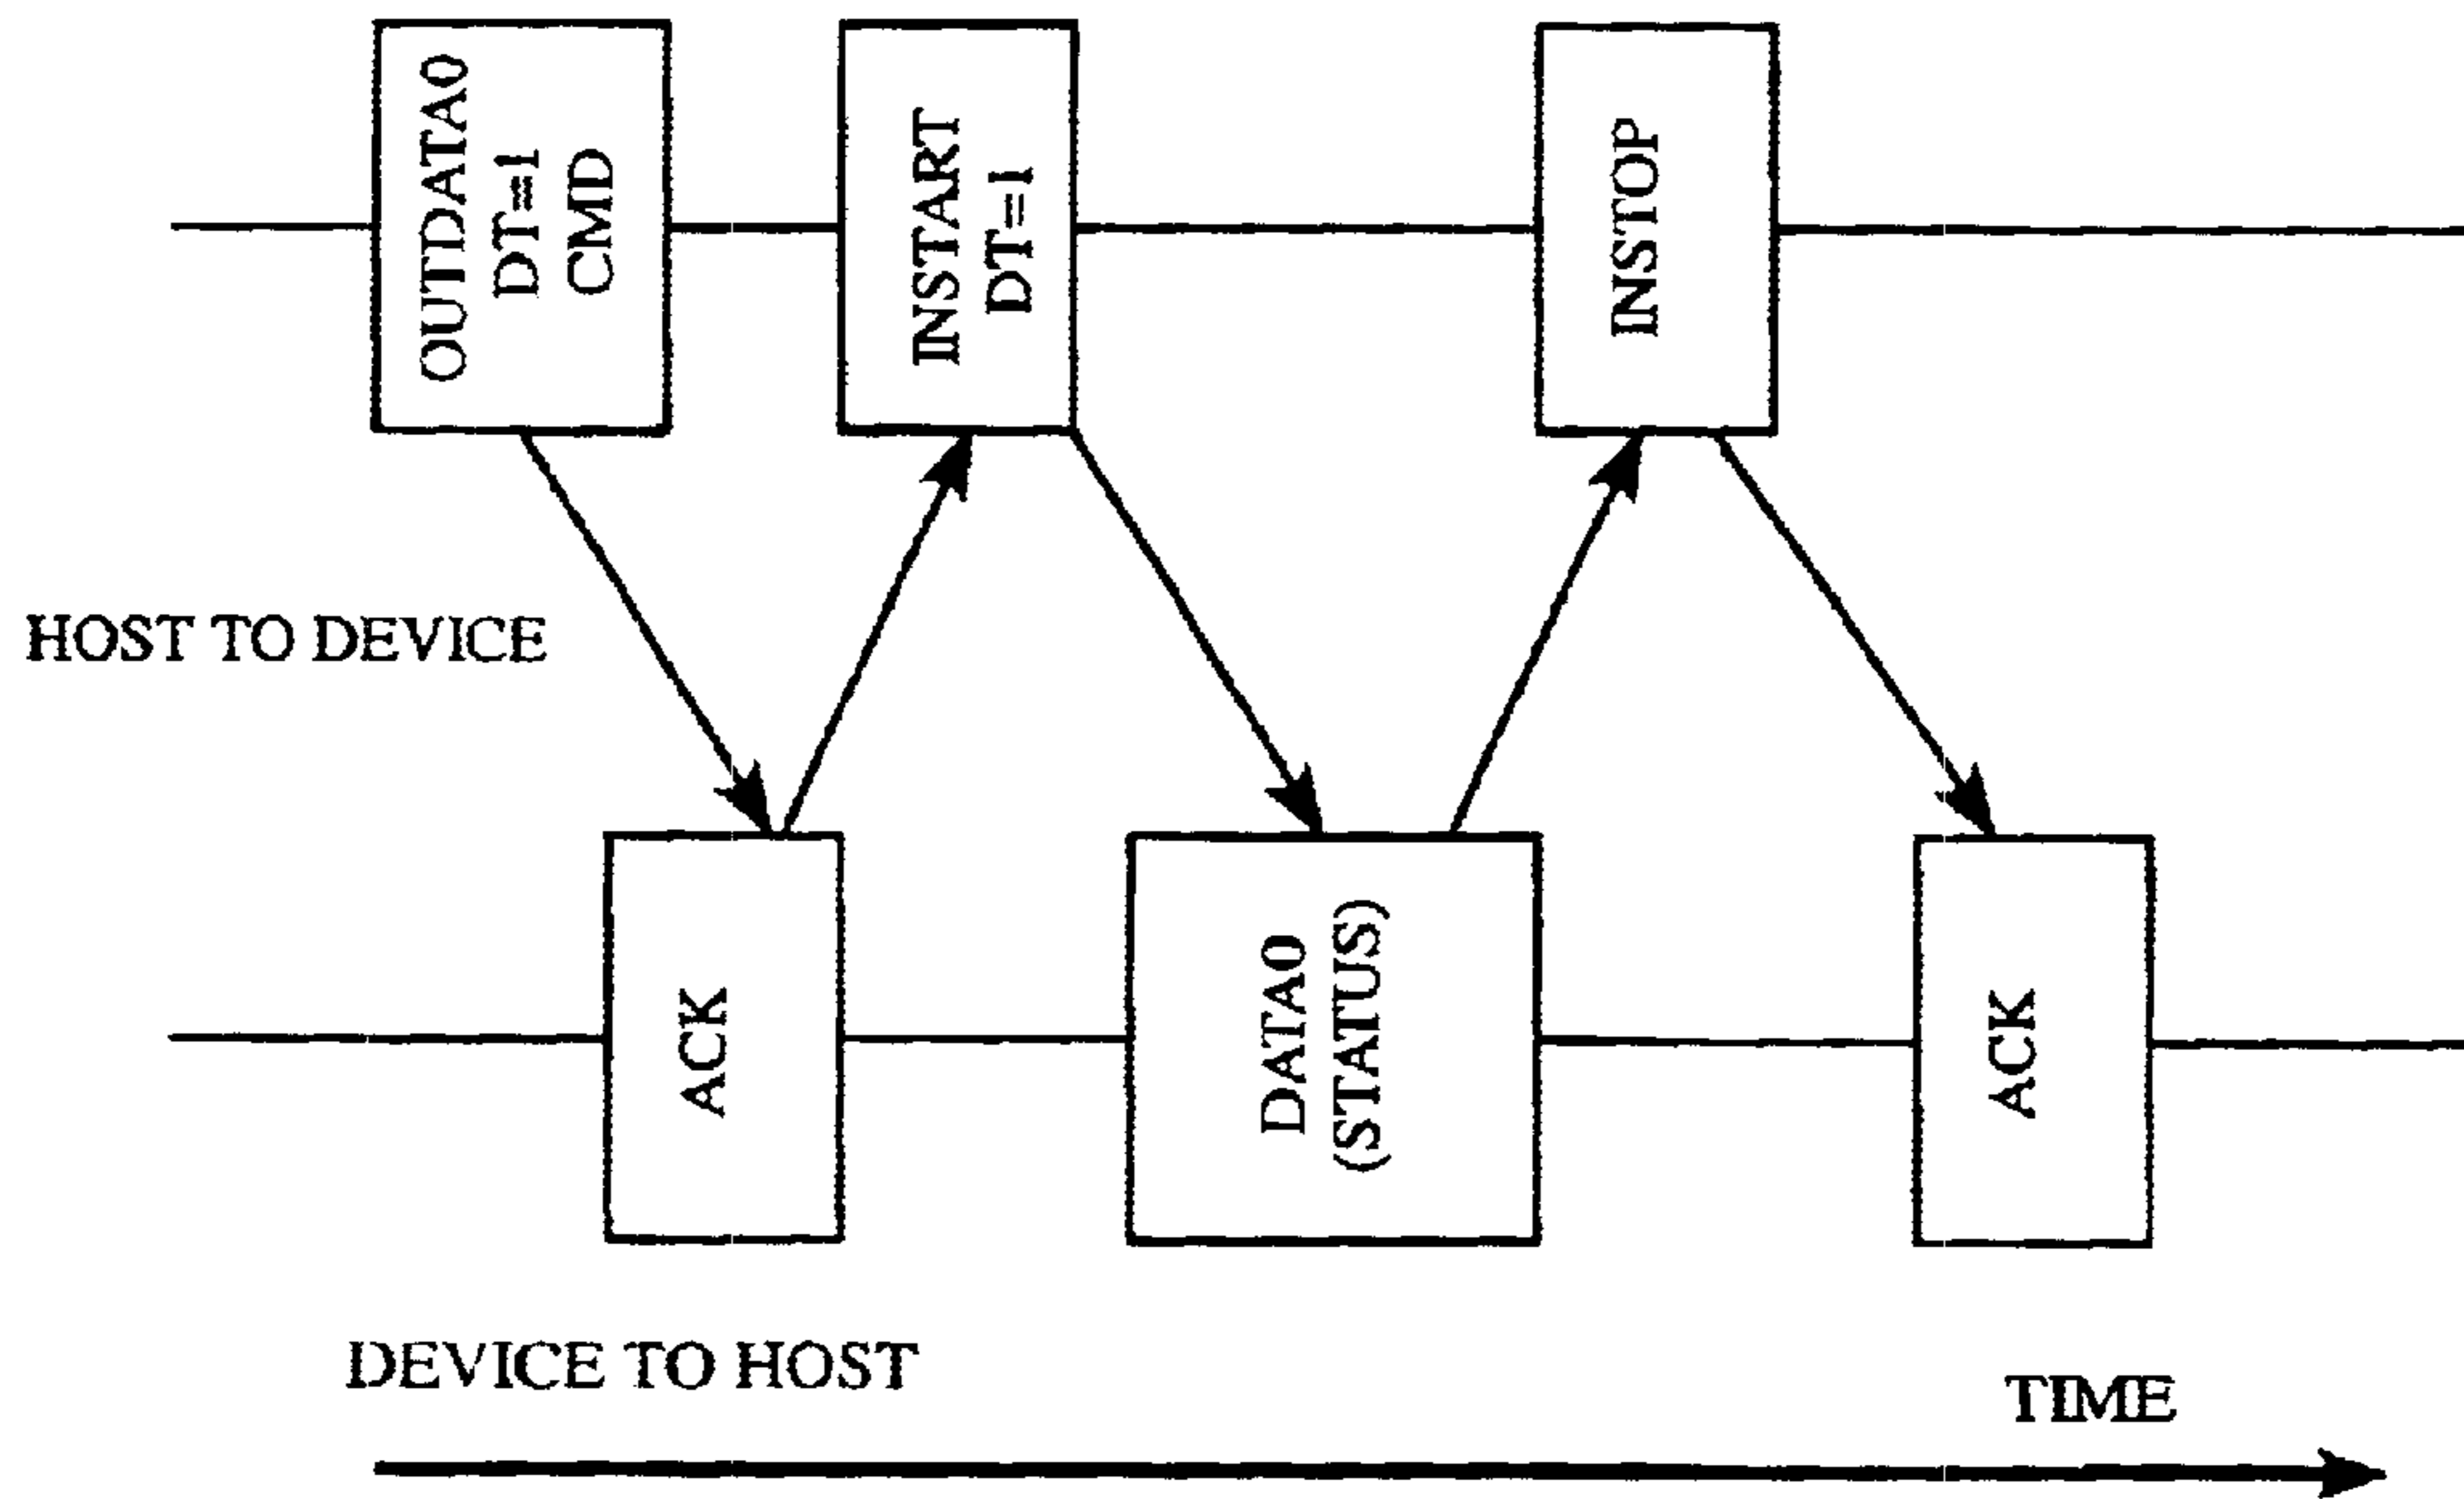 OUTDATA0
DT=1
CMD
INSTART
DT=1
INSTOP
HOST TO DEVICE
ACK
DATA0
(STATUS)
ACK
DEVICE TO HOST
TIME